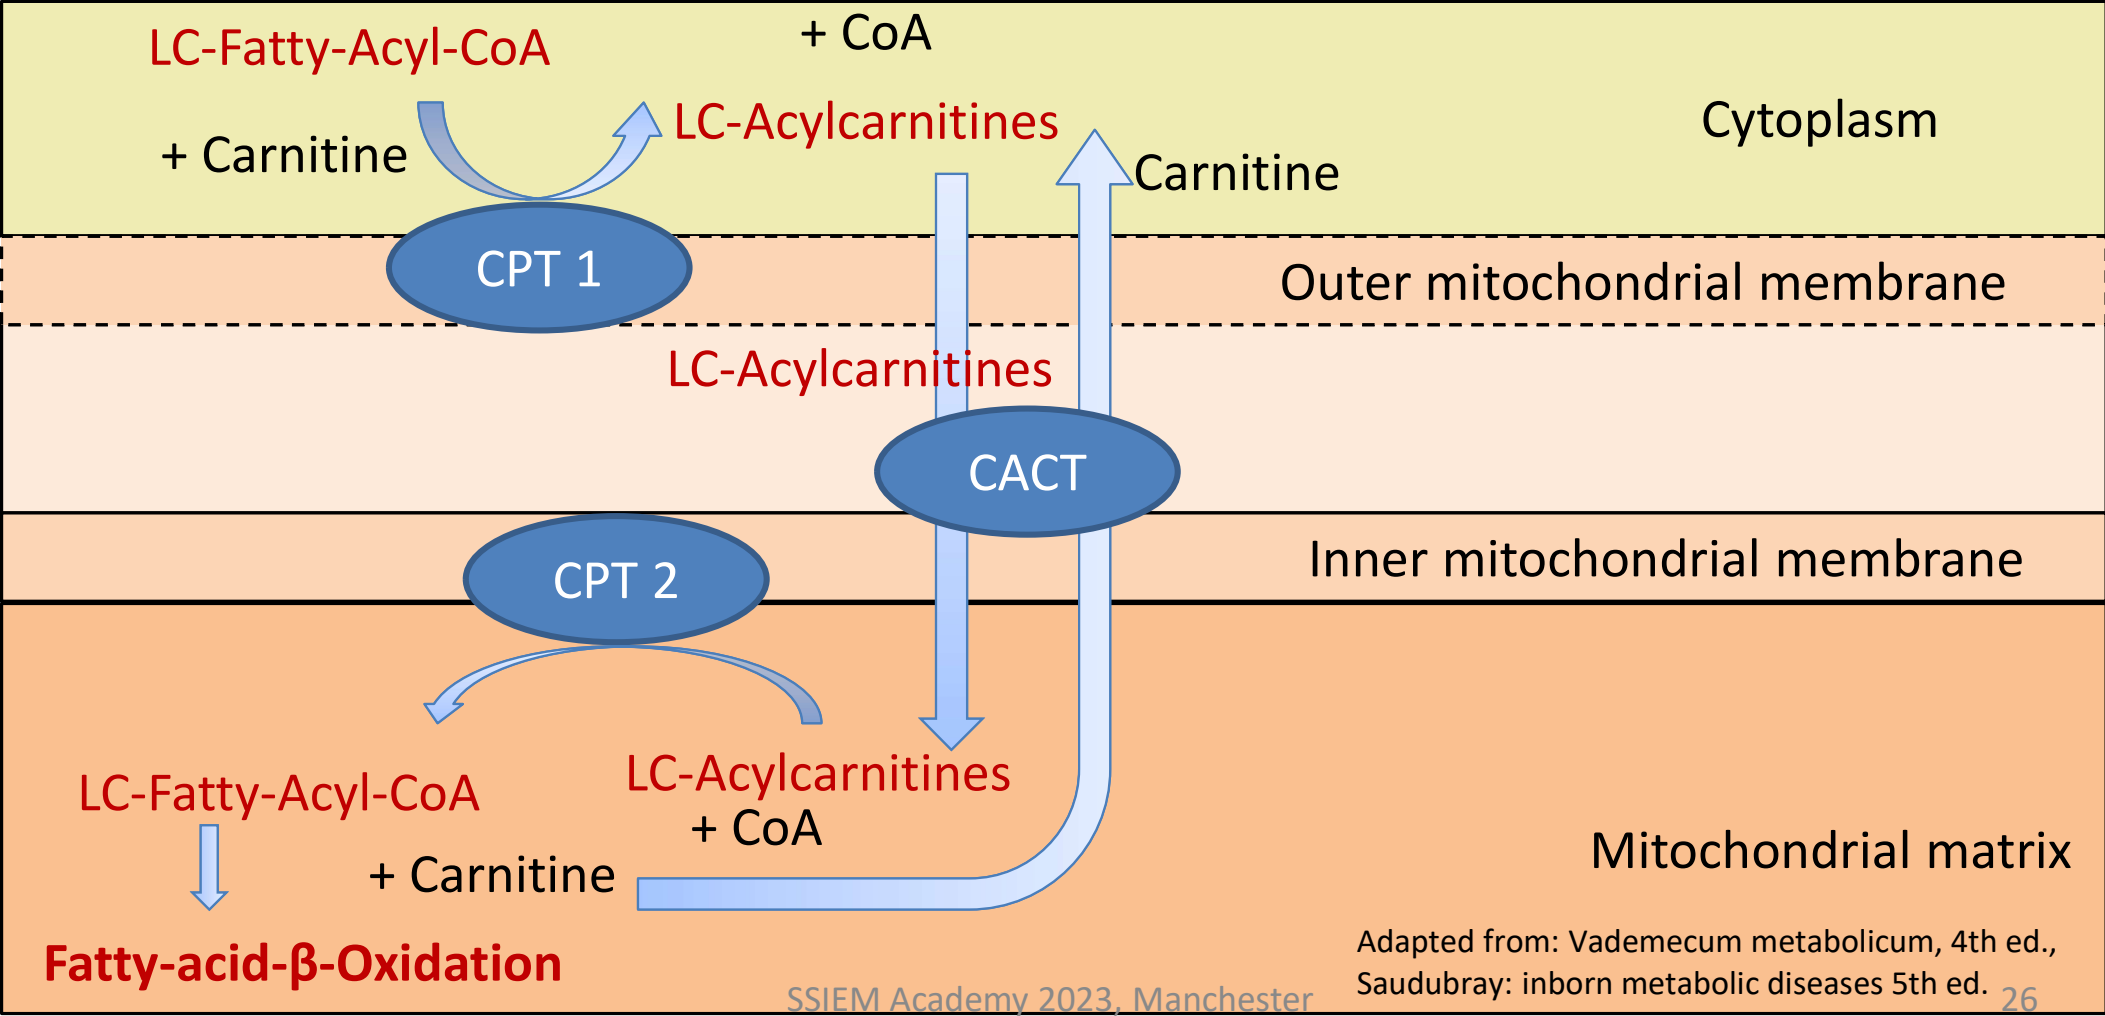 LC-Fatty-Acyl-CoA
+ CoA
+ Carnitine
LC-Acylcarnitines
Carnitine
Cytoplasm
CPT 1
Outer mitochondrial membrane
LC-Acylcarnitines
CACT
CPT 2
Inner mitochondrial membrane
LC-Fatty-Acyl-CoA
LC-Acylcarnitines
+ CoA
+ Carnitine
Mitochondrial matrix
Fatty-acid-β-Oxidation
Adapted from: Vademecum metabolicum, 4th ed.,
Saudubray: inborn metabolic diseases 5th ed.
SSIEM Academy 2023, Manchester
26